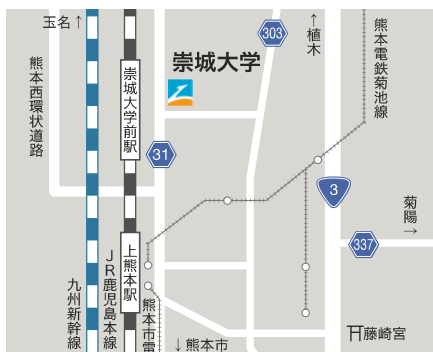 玉名↑
303
↑植木
熊本電鉄菊池線
崇城大学
熊本西環状道路
崇城大学前駅
31
3
菊陽→
337
上熊本駅
九州新幹線
JR鹿児島本線
熊本市電
↓熊本市
藤崎宮